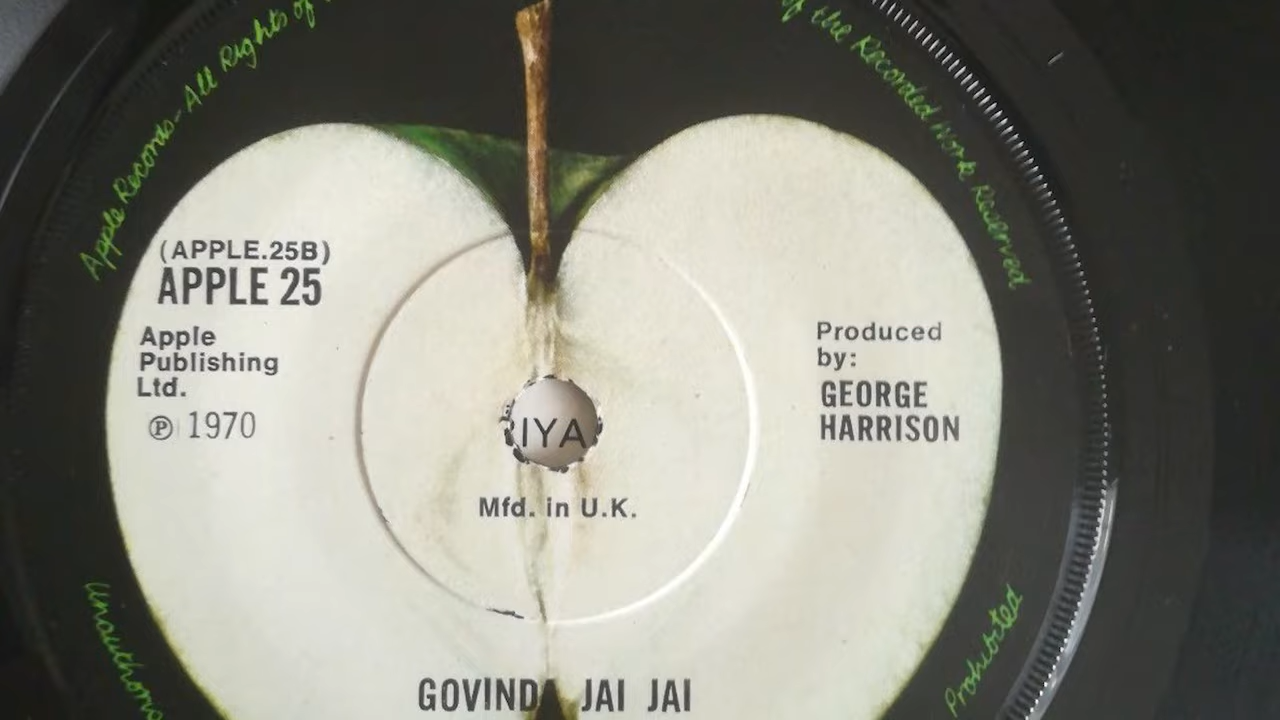 Apple Records-All Rights of
of the Recorded Work Reserved
(APPLE.25B)
APPLE 25
Apple
Publishing
Ltd.
℗ 1970
Produced
by:
GEORGE
HARRISON
IYA
Mfd. in U.K.
Prohibited
GOVINDA JAI JAI